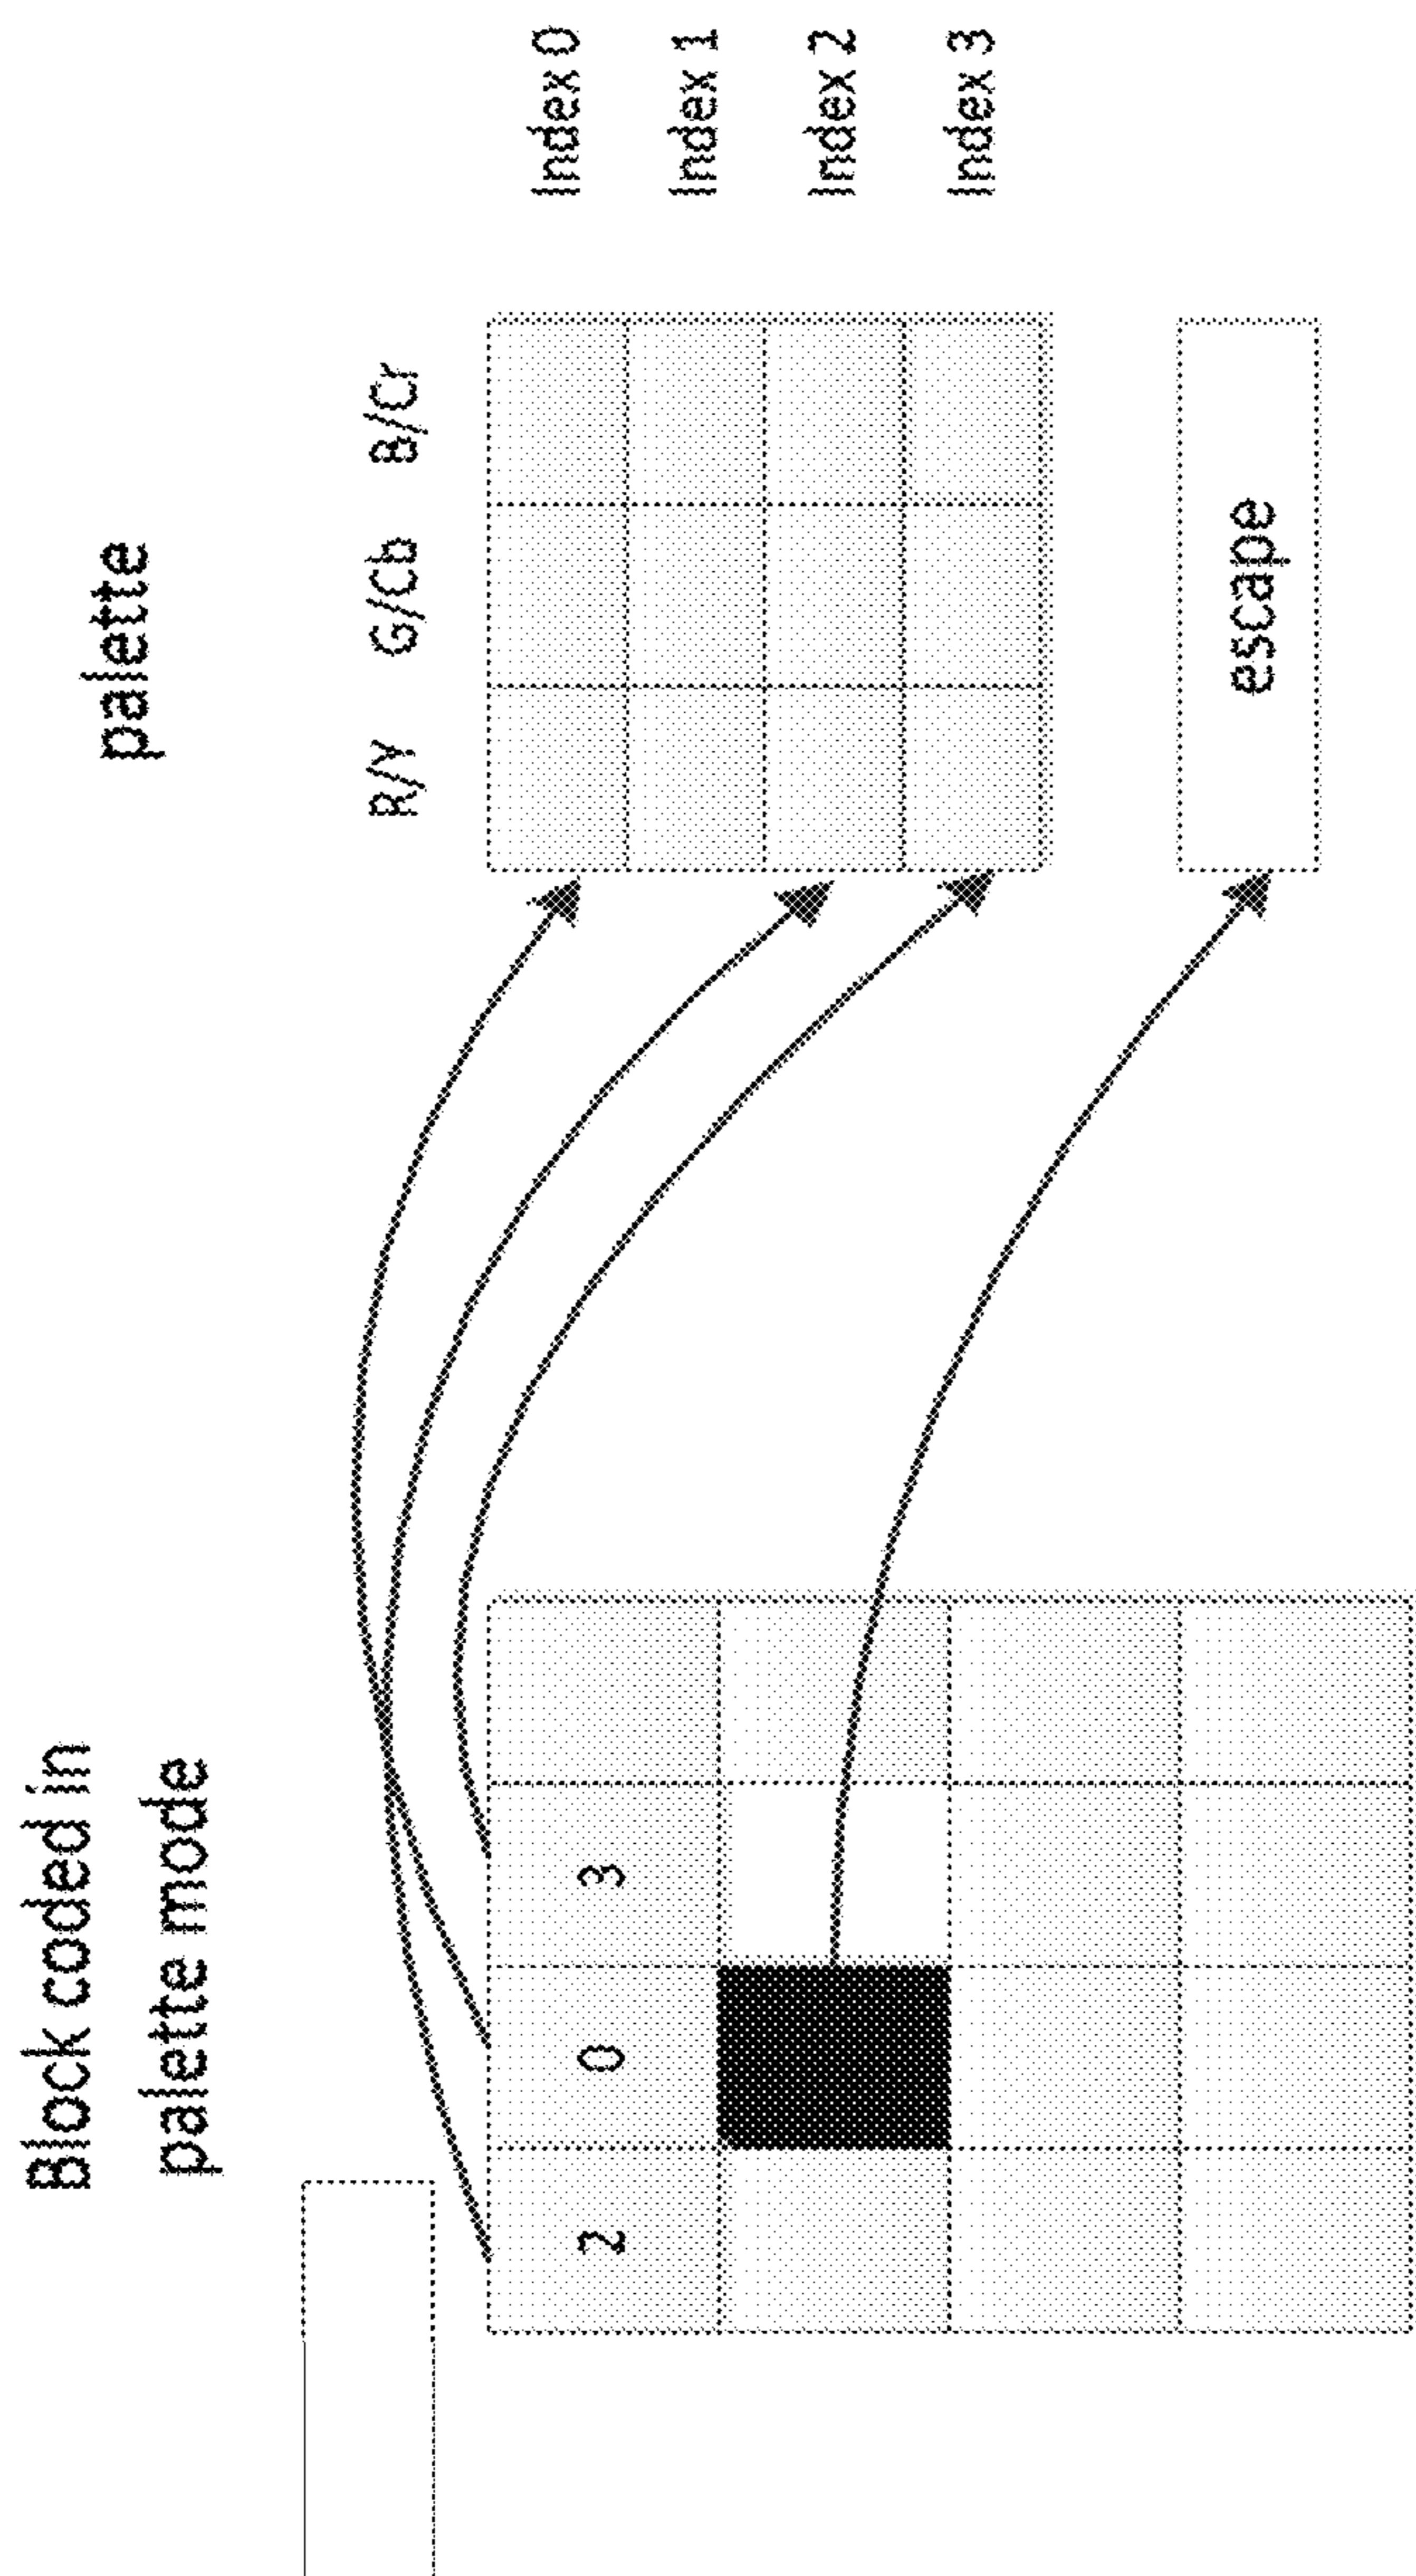 Block coded in
palette mode
palette
R/Y G/Cb B/Cr
2 0 3
Index 0
Index 1
Index 2
Index 3
escape